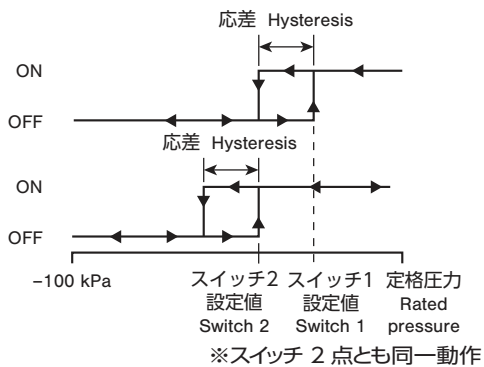 応差 Hysteresis
ON
OFF
応差 Hysteresis
ON
OFF
−100 kPa
スイッチ2
設定値
Switch 2
スイッチ1
設定値
Switch 1
定格圧力
Rated
pressure
※スイッチ 2 点とも同一動作